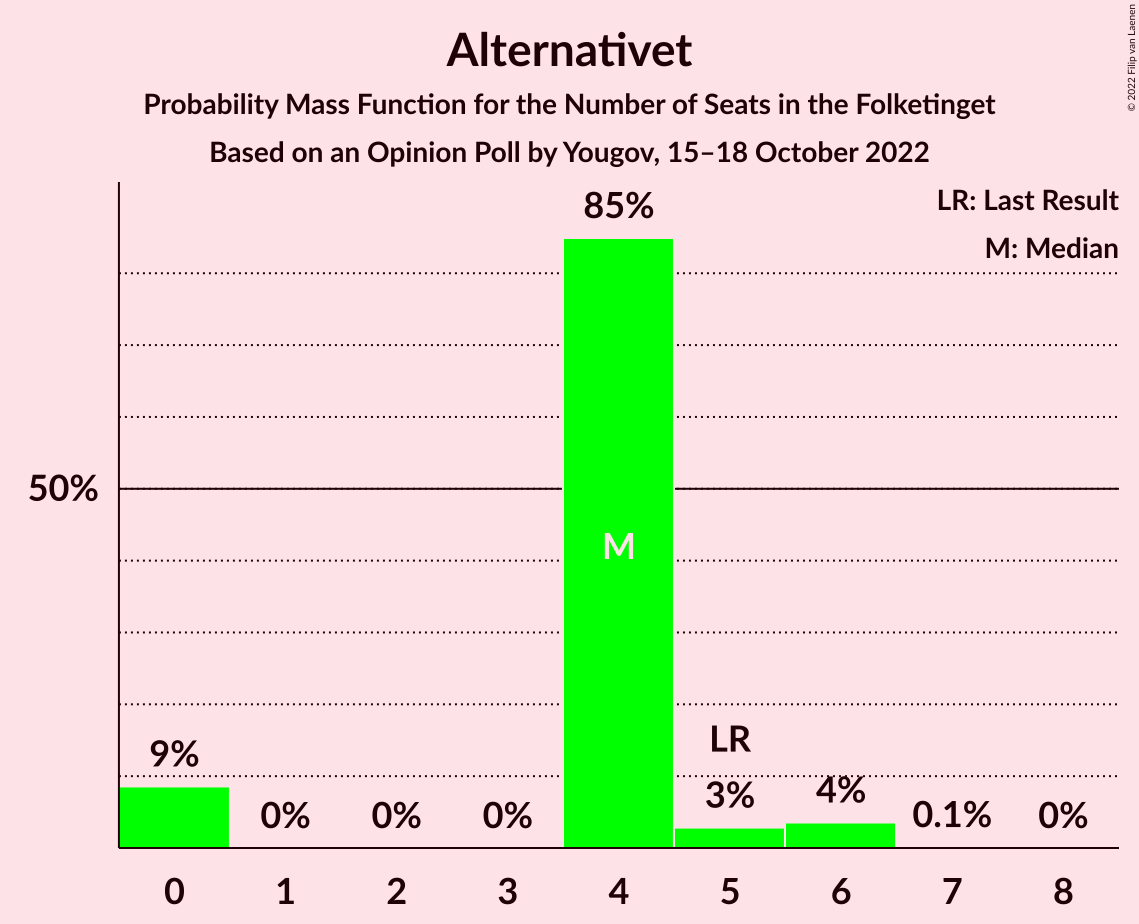 Alternativet
Probability Mass Function for the Number of Seats in the Folketinget
Based on an Opinion Poll by Yougov, 15–18 October 2022
© 2022 Filip van Laenen
LR: Last Result
M: Median
85%
50%
M
LR
9%
0%
0%
0%
3%
4%
0.1%
0%
0 1 2 3 4 5 6 7 8